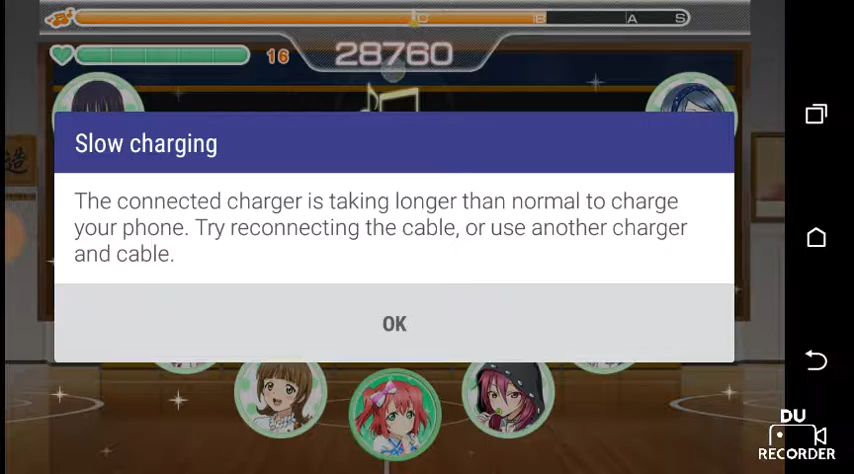 C B A S
16 28760
Slow charging
The connected charger is taking longer than normal to charge
your phone. Try reconnecting the cable, or use another charger
and cable.
OK
造
DU
RECORDER